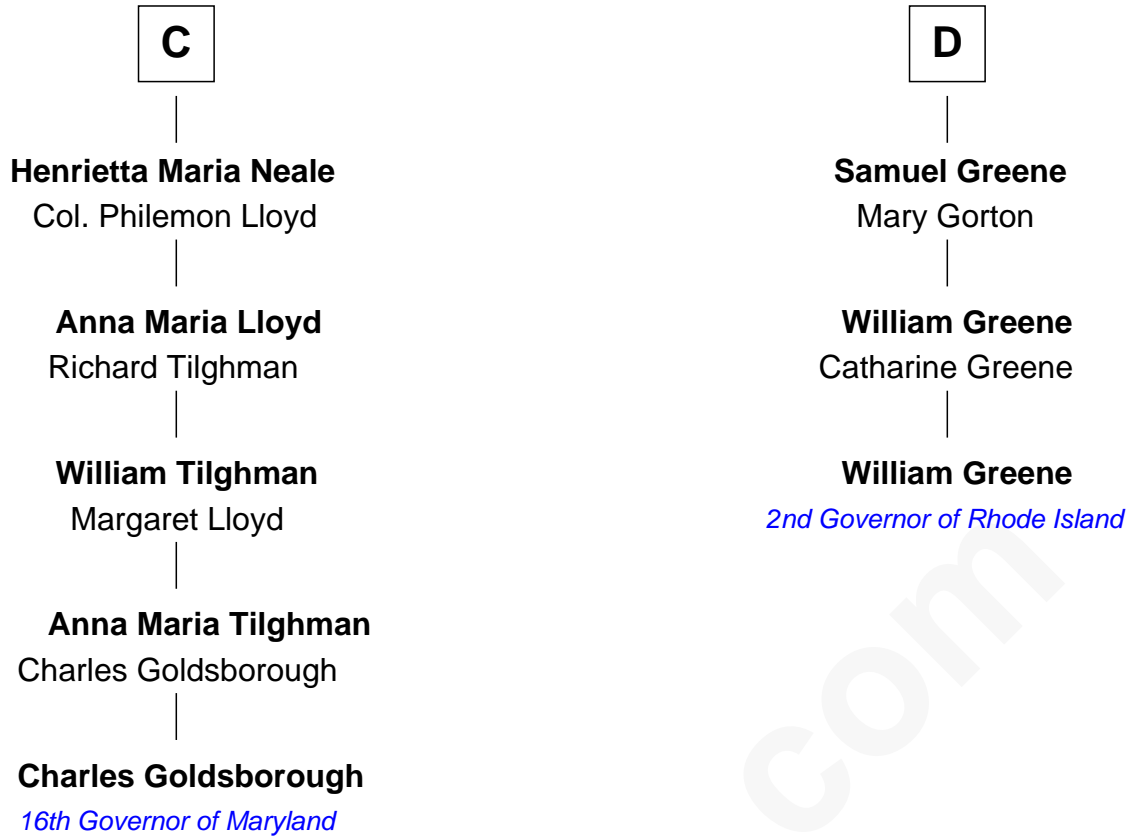 C
Henrietta Maria Neale
Col. Philemon Lloyd
Anna Maria Lloyd
Richard Tilghman
William Tilghman
Margaret Lloyd
Anna Maria Tilghman
Charles Goldsborough
Charles Goldsborough
16th Governor of Maryland
D
Samuel Greene
Mary Gorton
William Greene
Catharine Greene
William Greene
2nd Governor of Rhode Island
com